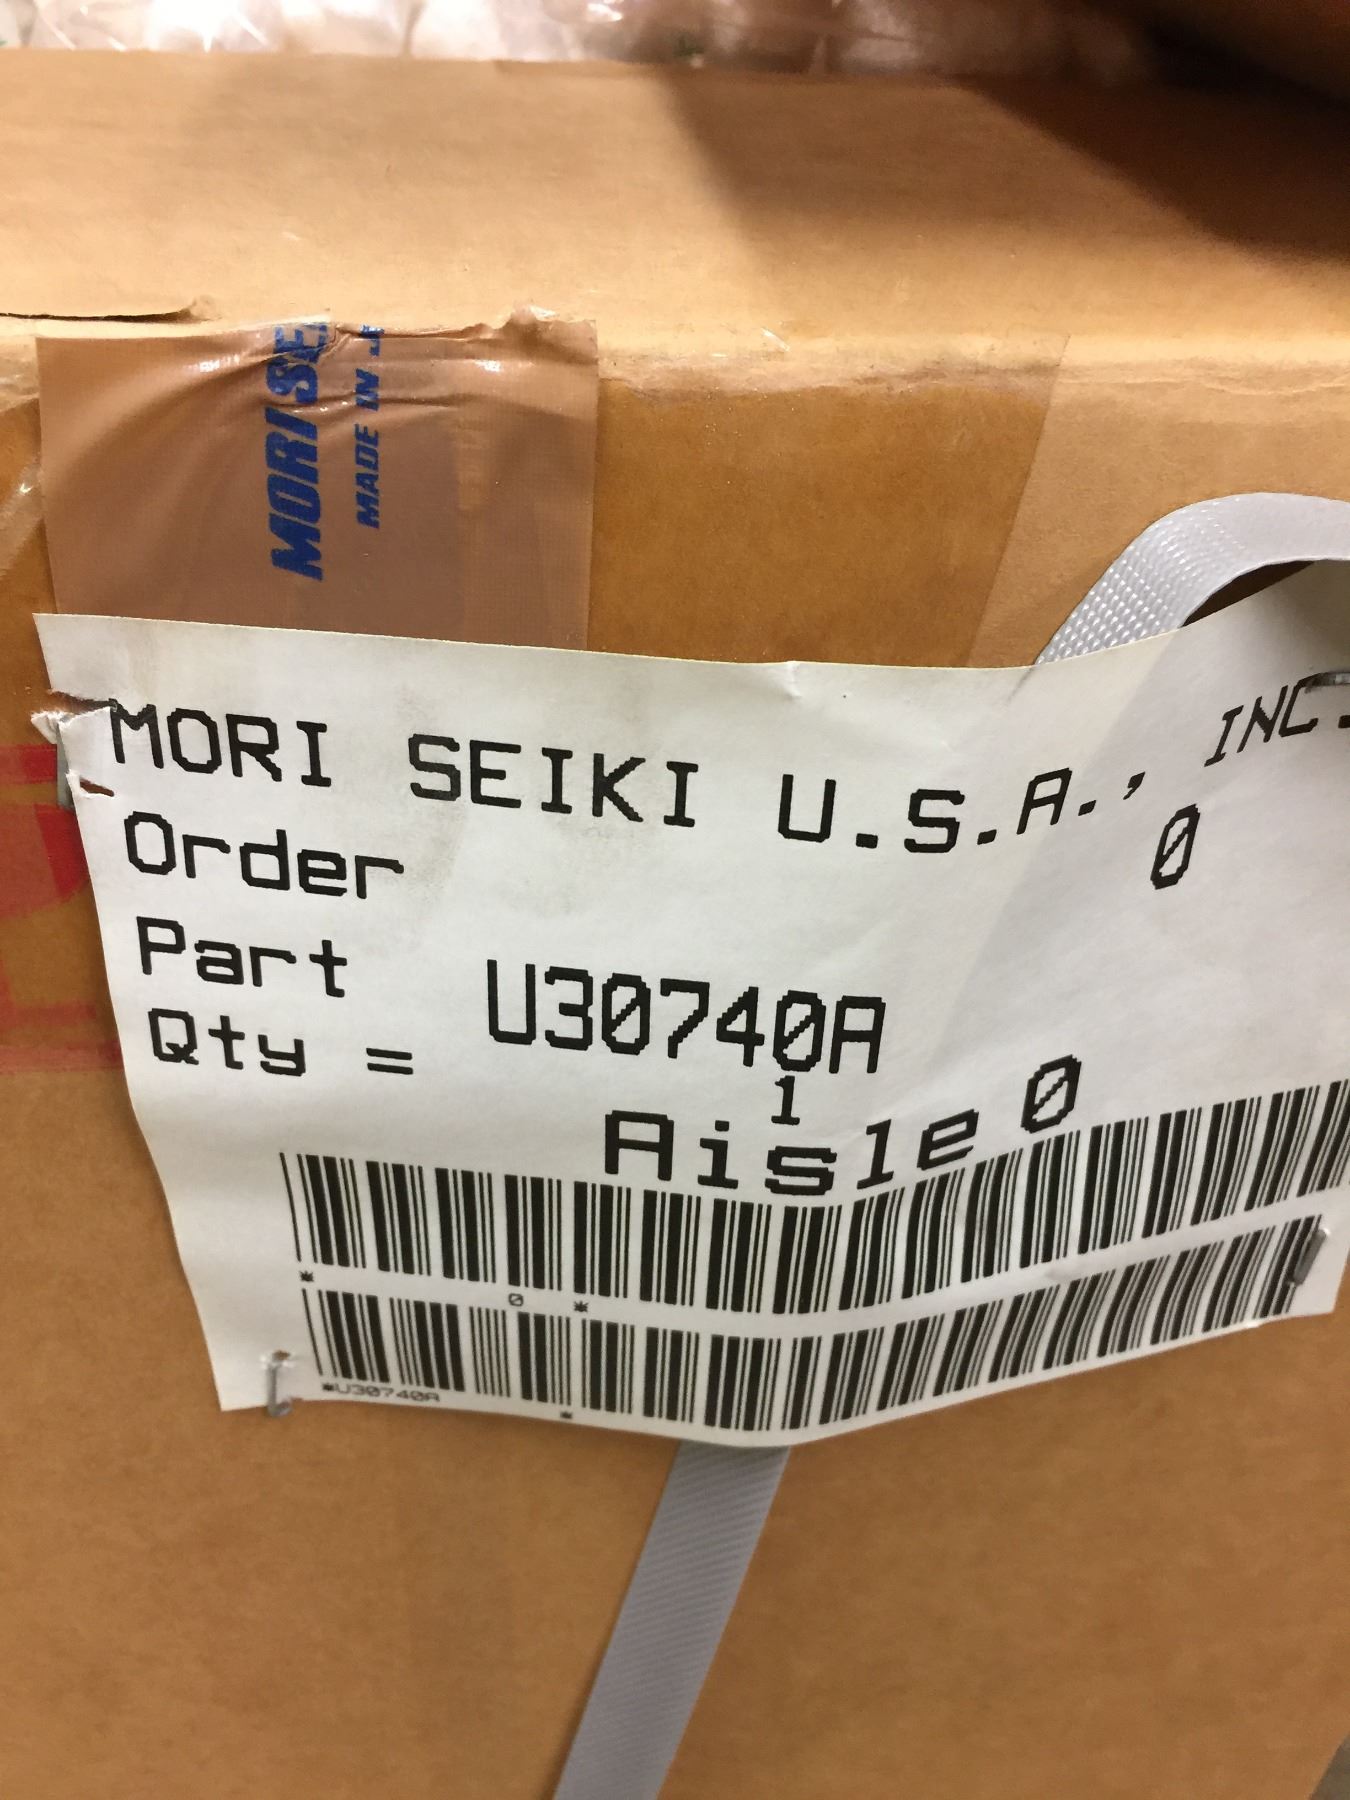 MORI SE
MADE IN J
MORI SEIKI U.S.A., INC.
Order 0
Part U30740A
Qty = 1
Aisle 0
* 0 *
*U30740A *